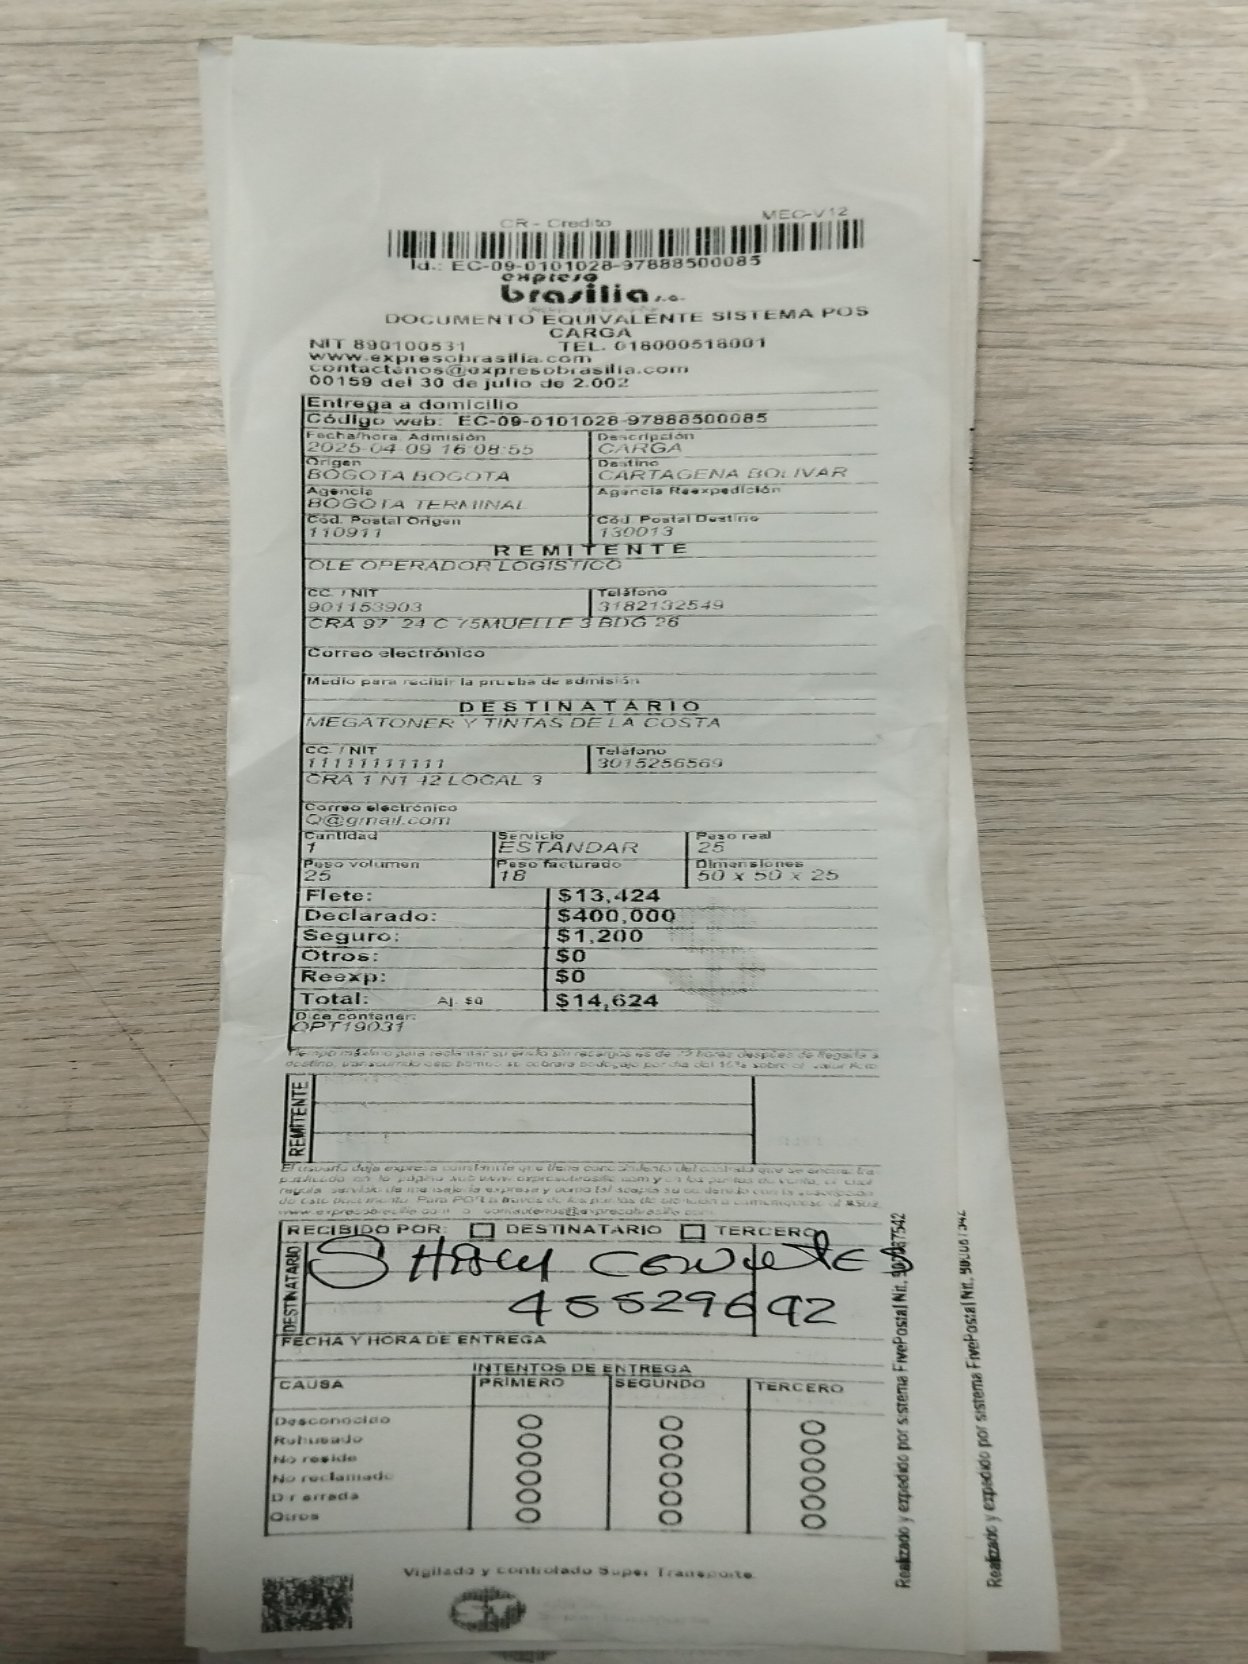 CR - Credito MEC-V12
Id.: EC-09-0101028-97888500085
expreso
brasilia s.a.
DOCUMENTO EQUIVALENTE SISTEMA POS
CARGA
NIT 890100531 TEL. 018000518001
www.expresobrasilia.com
contactenos@expresobrasilia.com
00159 del 30 de julio de 2.002
Entrega a domicilio
Código web: EC-09-0101028-97888500085
Fecha/hora. Admisión Descripción
2025-04-09 16:08:55 CARGA
Origen Destino
BOGOTA BOGOTA CARTAGENA BOLIVAR
Agencia Agencia Reexpedición
BOGOTA TERMINAL
Cód. Postal Origen Cód. Postal Destino
110911 130013
REMITENTE
OLE OPERADOR LOGISTICO
CC. / NIT Teléfono
901153903 3182132549
CRA 97 24 C 75MUELLE 3 BDG 26
Correo electrónico
Medio para recibir la prueba de admisión
DESTINATARIO
MEGATONER Y TINTAS DE LA COSTA
CC. / NIT Teléfono
11111111111 3015256569
CRA 1 N1 12 LOCAL 3
Correo electrónico
Q@gmail.com
Cantidad Servicio Peso real
1 ESTANDAR 25
Peso volumen Peso facturado Dimensiones
25 18 50 x 50 x 25
Flete: $13,424
Declarado: $400,000
Seguro: $1,200
Otros: $0
Reexp: $0
Total: Aj. $0 $14,624
Dice contener:
OPT19031
REMITENTE
RECIBIDO POR: DESTINATARIO TERCERO
DESTINATARIO
45529692
FECHA Y HORA DE ENTREGA
INTENTOS DE ENTREGA
CAUSA PRIMERO SEGUNDO TERCERO
Desconocido
Rehusado
No reside
No reclamado
Dir errada
Otros
Vigilado y Controlado Super Transporte
Realizado y expedido por sistema FivePostal Nit. 900087542
Realizado y expedido por sistema FivePostal Nit. 900087542